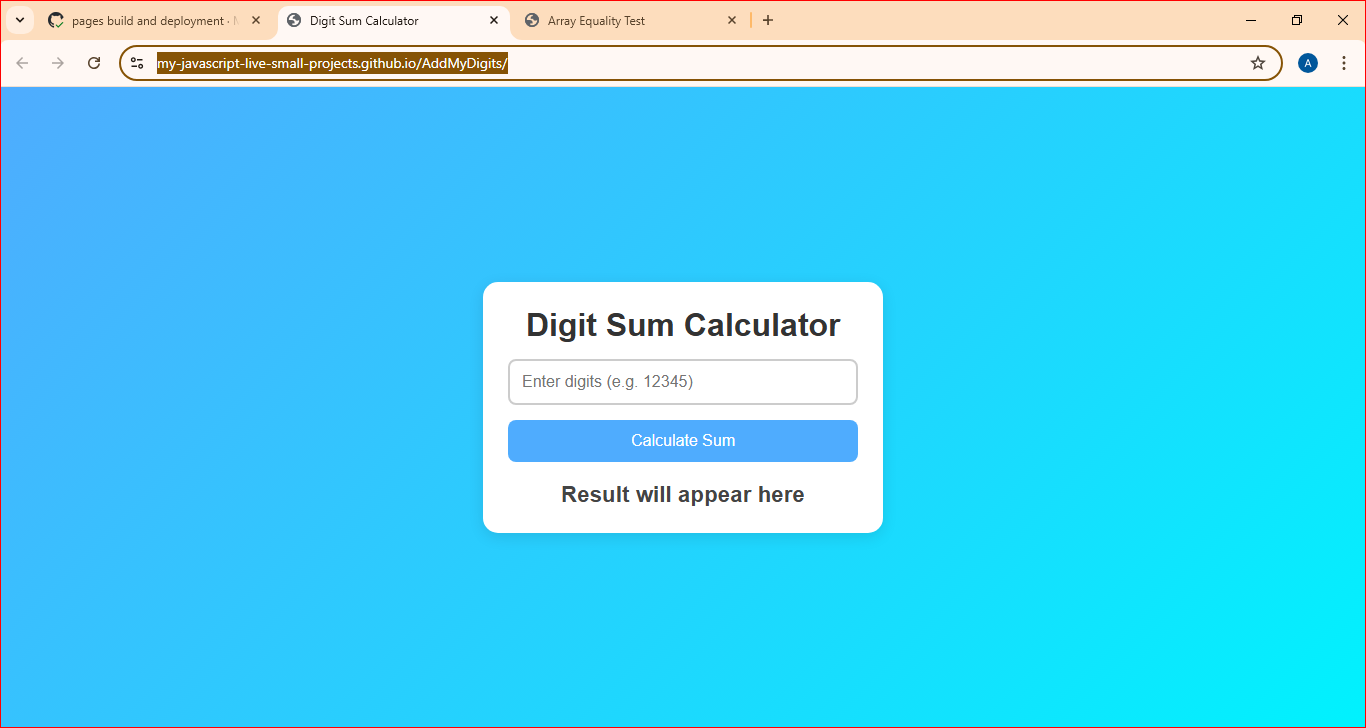 pages build and deployment · M
Digit Sum Calculator
Array Equality Test
my-javascript-live-small-projects.github.io/AddMyDigits/
A
Digit Sum Calculator
Enter digits (e.g. 12345)
Calculate Sum
Result will appear here